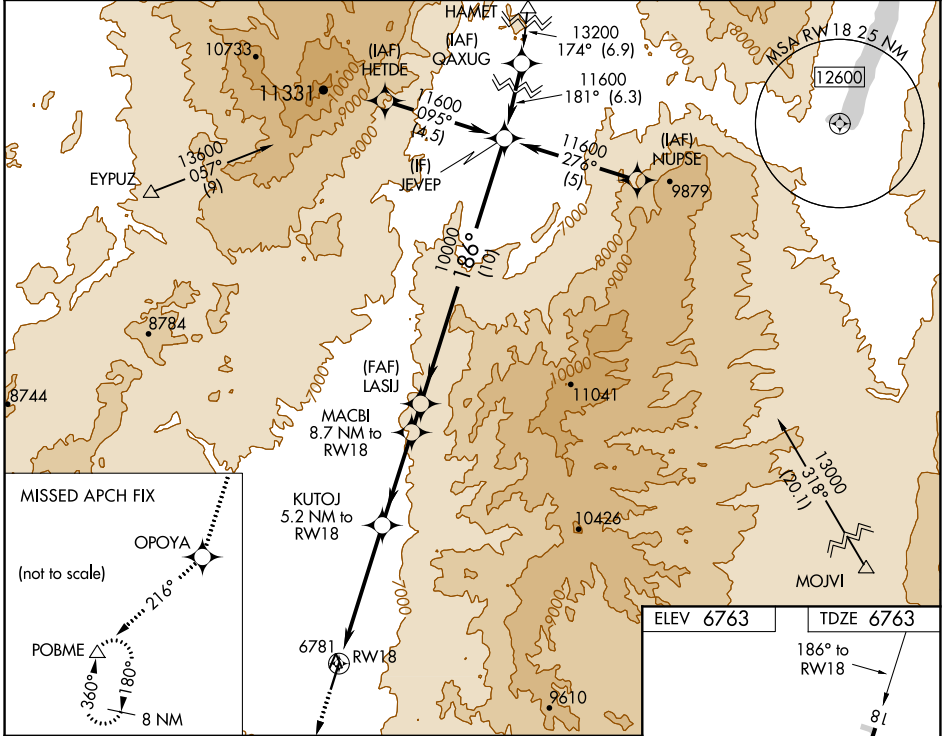 HAMET
13200
174° (6.9)
(IAF)
QAXUG
11600
181° (6.3)
MSA RW18 25 NM
12600
10733
11331
(IAF)
HETDE
10000
9000
8000
11600
095°
(4.5)
13600
057°
(9)
EYPUZ
(IF)
JEVEP
11600
276°
(5)
(IAF)
NUPSE
9879
7000
8000
9000
10000
186°
(10)
8784
8744
7000
10000
11041
(FAF)
LASIJ
MACBI
8.7 NM to
RW18
KUTOJ
5.2 NM to
RW18
13000
318°
(20.1)
MOJVI
10426
9000
8000
7000
6781
RW18
9610
MISSED APCH FIX
OPOYA
(not to scale)
216°
POBME
360°
180°
8 NM
ELEV 6763
TDZE 6763
186° to
RW18
18